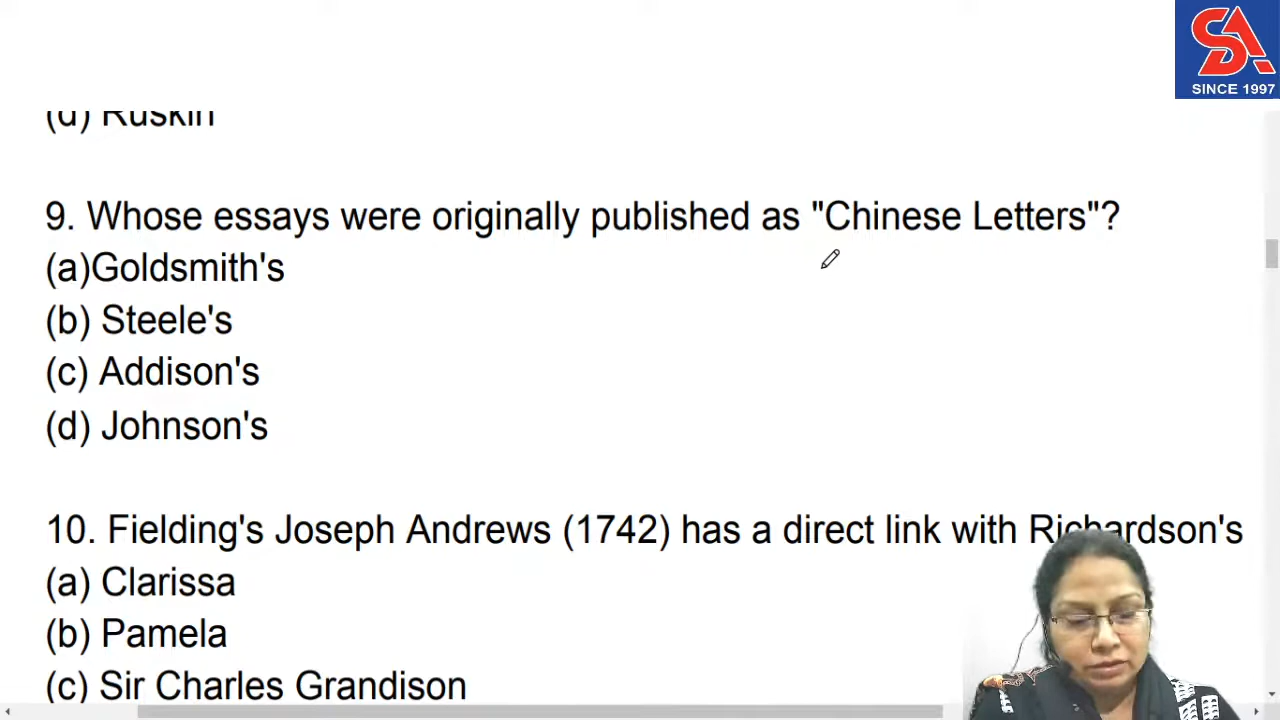 SINCE 1997
(d) Ruskin
9. Whose essays were originally published as "Chinese Letters"?
(a)Goldsmith's
(b) Steele's
(c) Addison's
(d) Johnson's
10. Fielding's Joseph Andrews (1742) has a direct link with Richardson's
(a) Clarissa
(b) Pamela
(c) Sir Charles Grandison